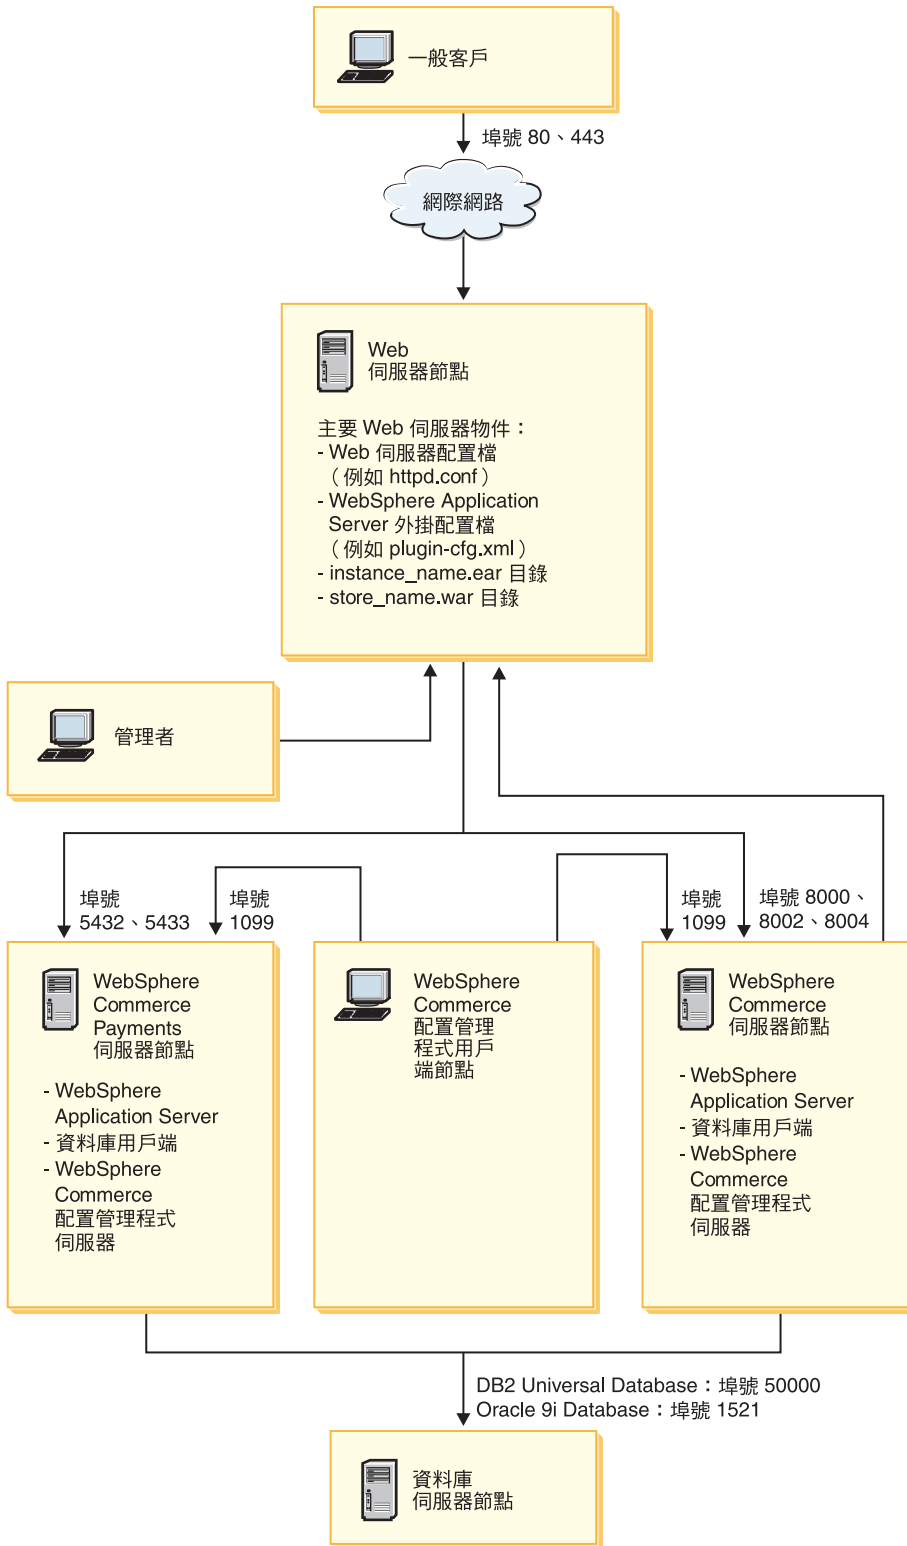 一般客戶
埠號 80、443
網際網路
Web
伺服器節點
主要 Web 伺服器物件：
- Web 伺服器配置檔
（例如 httpd.conf）
- WebSphere Application
Server 外掛配置檔
（例如 plugin-cfg.xml）
- instance_name.ear 目錄
- store_name.war 目錄
管理者
埠號
5432、5433
埠號
1099
埠號
1099
埠號 8000、
8002、8004
WebSphere
Commerce
Payments
伺服器節點
- WebSphere
Application Server
- 資料庫用戶端
- WebSphere
Commerce
配置管理程式
伺服器
WebSphere
Commerce
配置管理
程式用戶
端節點
WebSphere
Commerce
伺服器節點
- WebSphere
Application Server
- 資料庫用戶端
- WebSphere
Commerce
配置管理程式
伺服器
DB2 Universal Database：埠號 50000
Oracle 9i Database：埠號 1521
資料庫
伺服器節點